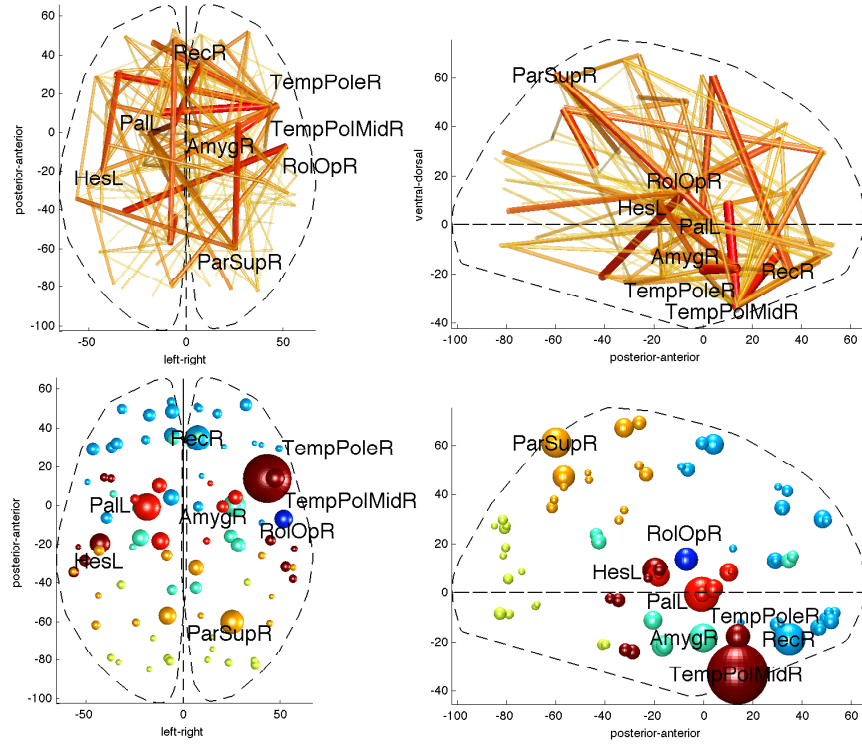 60
40
20
0
-20
-40
-60
-80
-100
posterior-anterior
-50
0
50
left-right
RecR
TempPoleR
PalL
TempPolMidR
AmygR
RolOpR
HesL
ParSupR
60
40
20
0
-20
-40
ventral-dorsal
-100
-80
-60
-40
-20
0
20
40
60
posterior-anterior
ParSupR
RolOpR
HesL
PalL
AmygR
RecR
TempPoleR
TempPolMidR
60
40
20
0
-20
-40
-60
-80
-100
posterior-anterior
-50
0
50
left-right
RecR
TempPoleR
PalL
TempPolMidR
AmygR
RolOpR
HesL
ParSupR
60
40
20
0
-20
-40
-100
-80
-60
-40
-20
0
20
40
60
posterior-anterior
ParSupR
RolOpR
HesL
PalL
TempPoleR
AmygR
RecR
TempPolMidR